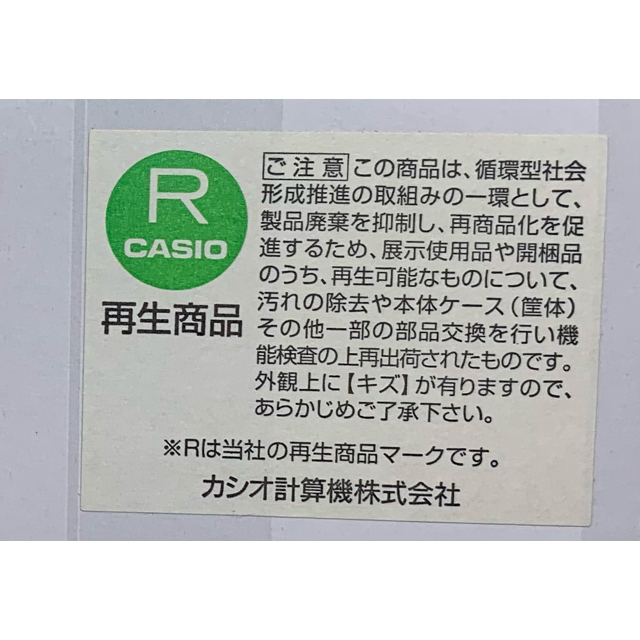 R
CASIO
再生商品
ご注意 この商品は、循環型社会
形成推進の取組みの一環として、
製品廃棄を抑制し、再商品化を促
進するため、展示使用品や開梱品
のうち、再生可能なものについて、
汚れの除去や本体ケース（筐体）
その他一部の部品交換を行い機
能検査の上再出荷されたものです。
外観上に【キズ】が有りますので、
あらかじめご了承下さい。
※Rは当社の再生商品マークです。
カシオ計算機株式会社